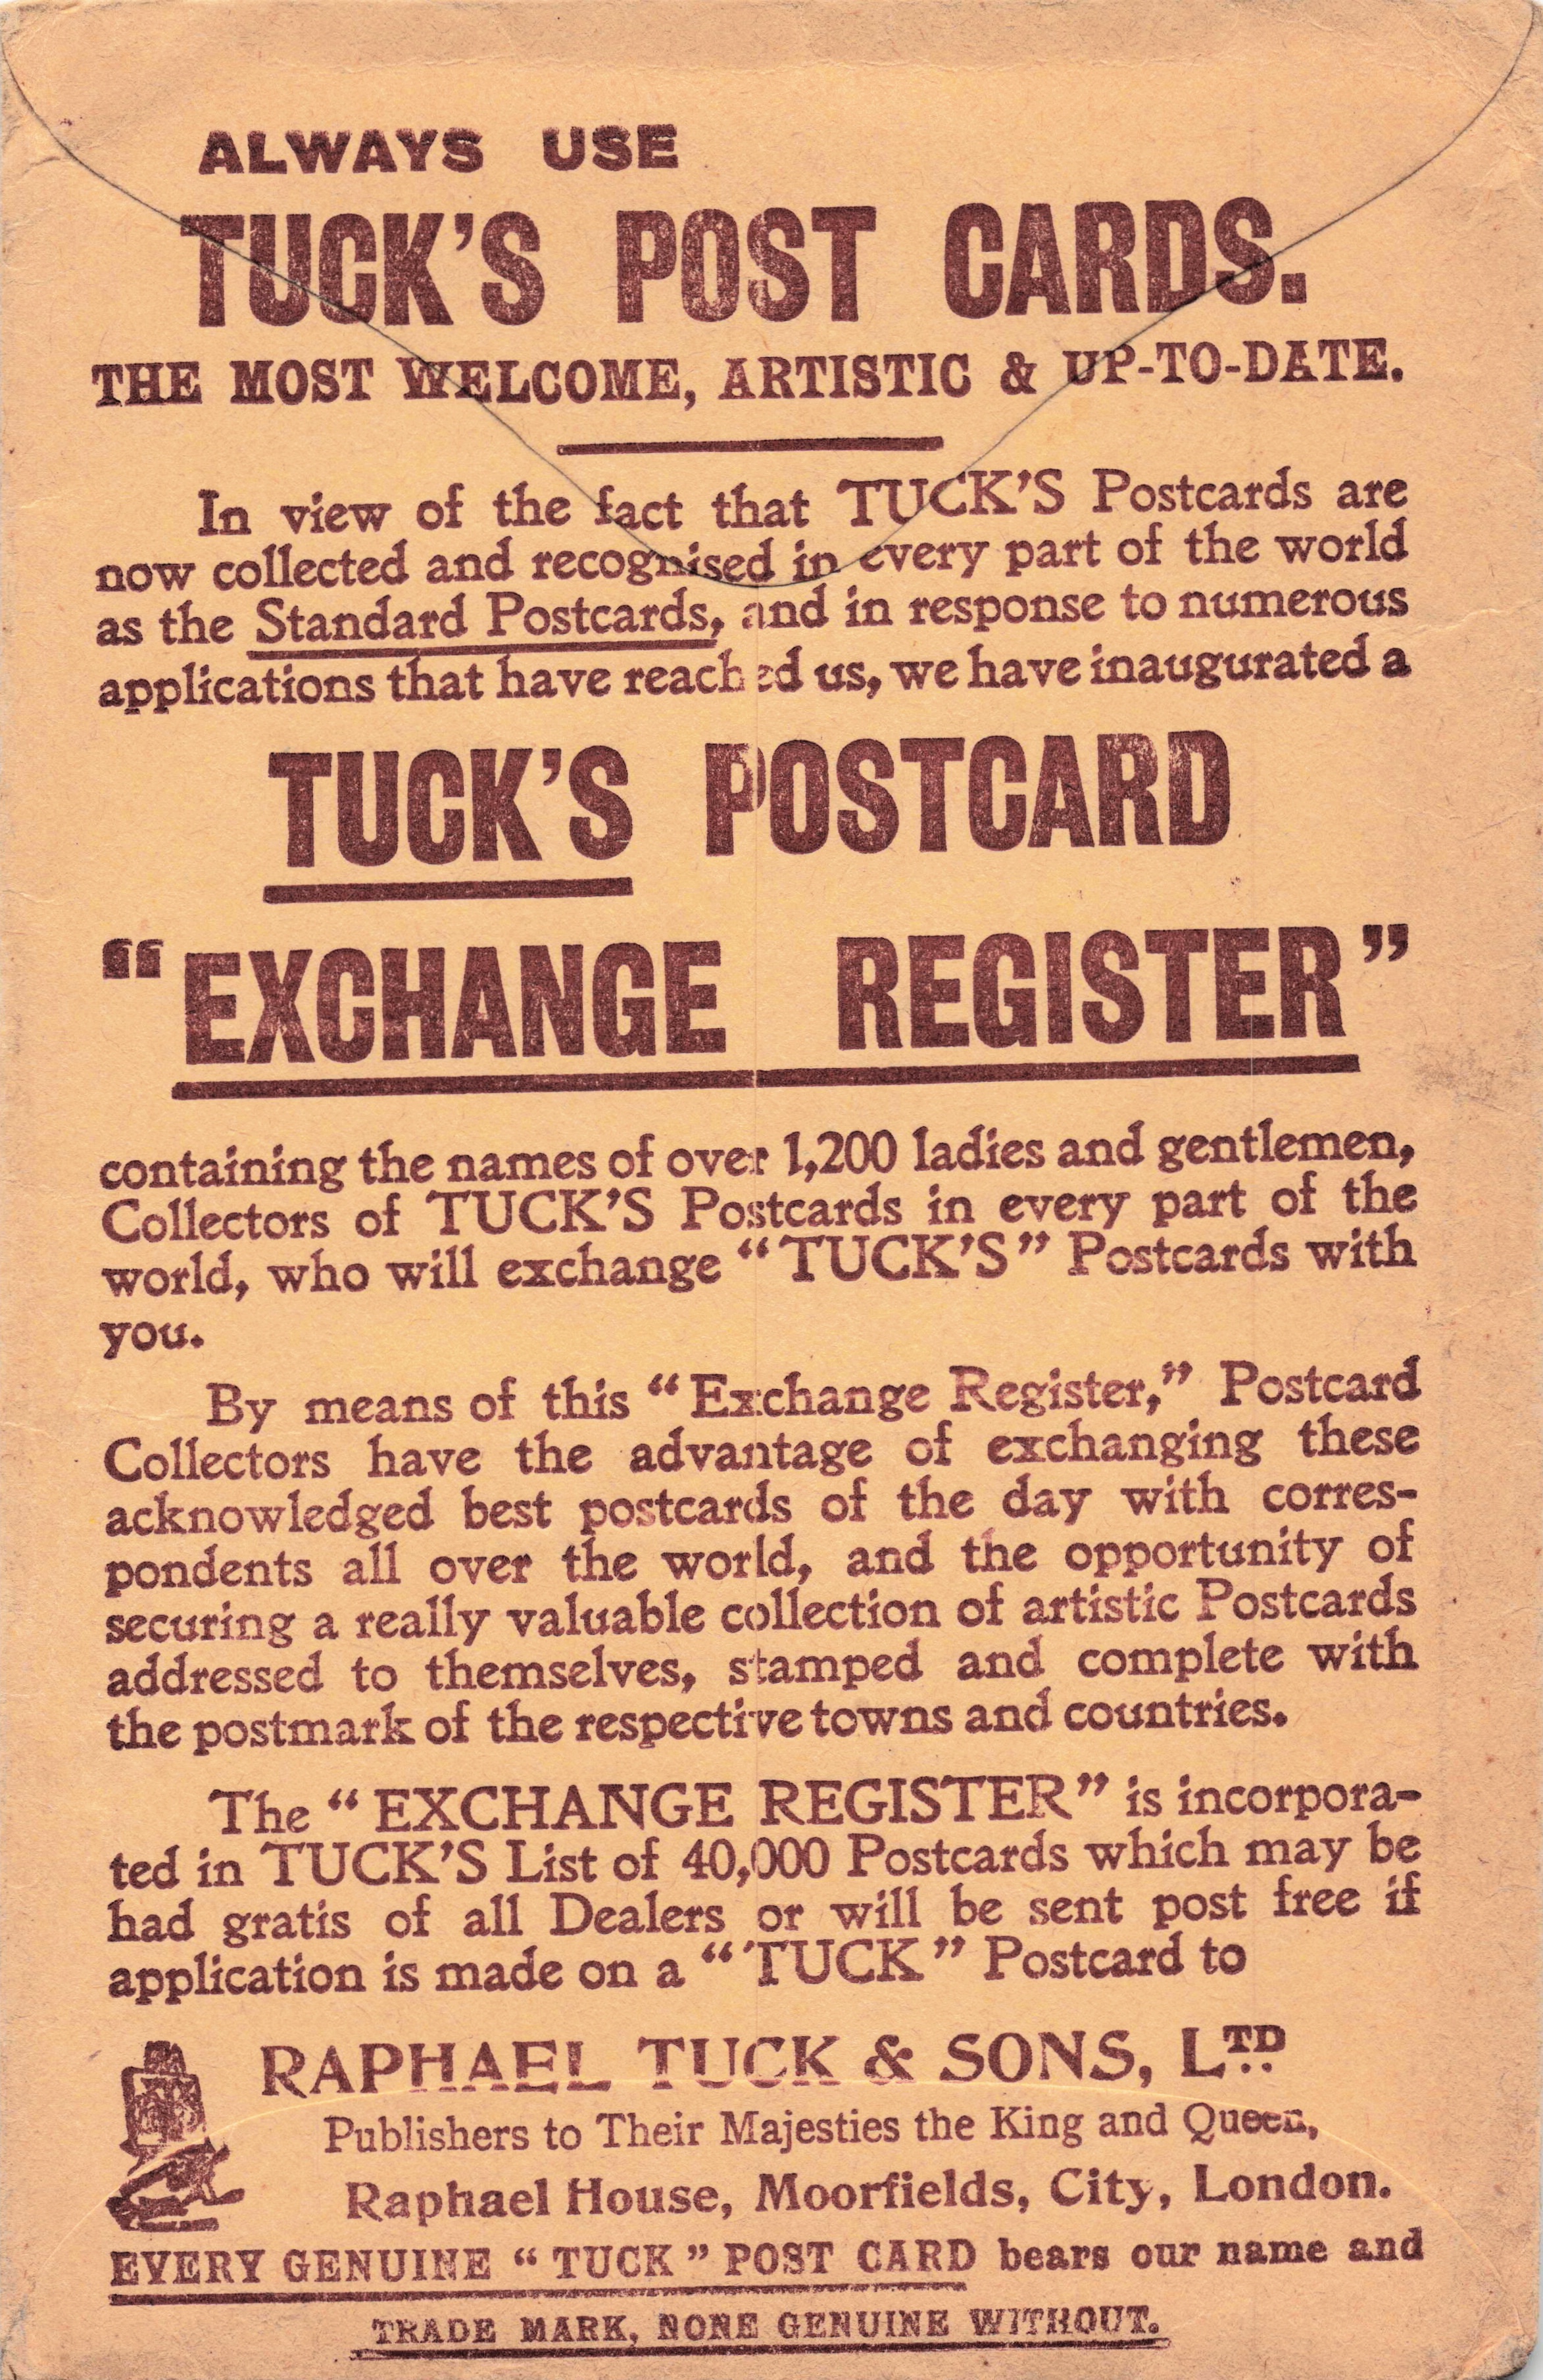 ALWAYS USE
TUCK'S POST CARDS.
THE MOST WELCOME, ARTISTIC & UP-TO-DATE.
In view of the fact that TUCK'S Postcards are
now collected and recognised in every part of the world
as the Standard Postcards, and in response to numerous
applications that have reached us, we have inaugurated a
TUCK'S POSTCARD
“EXCHANGE REGISTER”
containing the names of over 1,200 ladies and gentlemen,
Collectors of TUCK'S Postcards in every part of the
world, who will exchange “TUCK'S” Postcards with
you.
By means of this “Exchange Register,” Postcard
Collectors have the advantage of exchanging these
acknowledged best postcards of the day with corres-
pondents all over the world, and the opportunity of
securing a really valuable collection of artistic Postcards
addressed to themselves, stamped and complete with
the postmark of the respective towns and countries.
The “EXCHANGE REGISTER” is incorpora-
ted in TUCK'S List of 40,000 Postcards which may be
had gratis of all Dealers or will be sent post free if
application is made on a “TUCK” Postcard to
RAPHAEL TUCK & SONS, LTD.
Publishers to Their Majesties the King and Queen,
Raphael House, Moorfields, City, London.
EVERY GENUINE “TUCK” POST CARD bears our name and
TRADE MARK, NONE GENUINE WITHOUT.